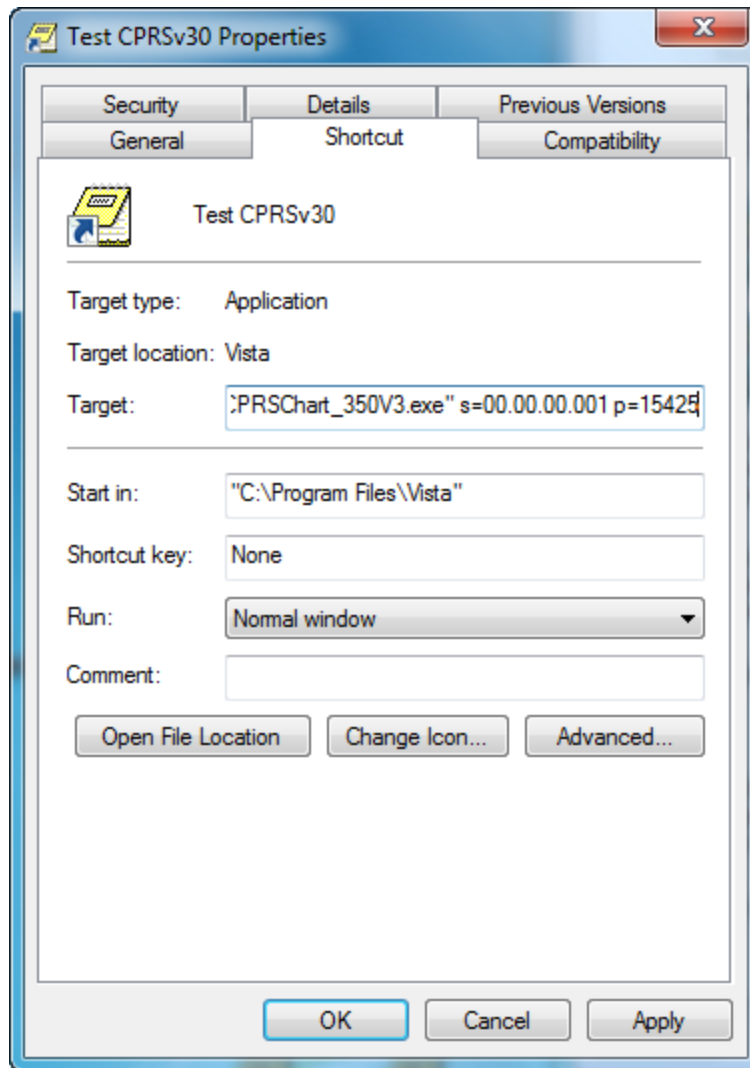 Test CPRSv30 Properties
Security Details Previous Versions
General Shortcut Compatibility
Test CPRSv30
Target type: Application
Target location: Vista
Target: CPRSChart_350V3.exe" s=00.00.00.001 p=15425
Start in: "C:\Program Files\Vista"
Shortcut key: None
Run: Normal window
Comment:
Open File Location Change Icon... Advanced...
OK Cancel Apply